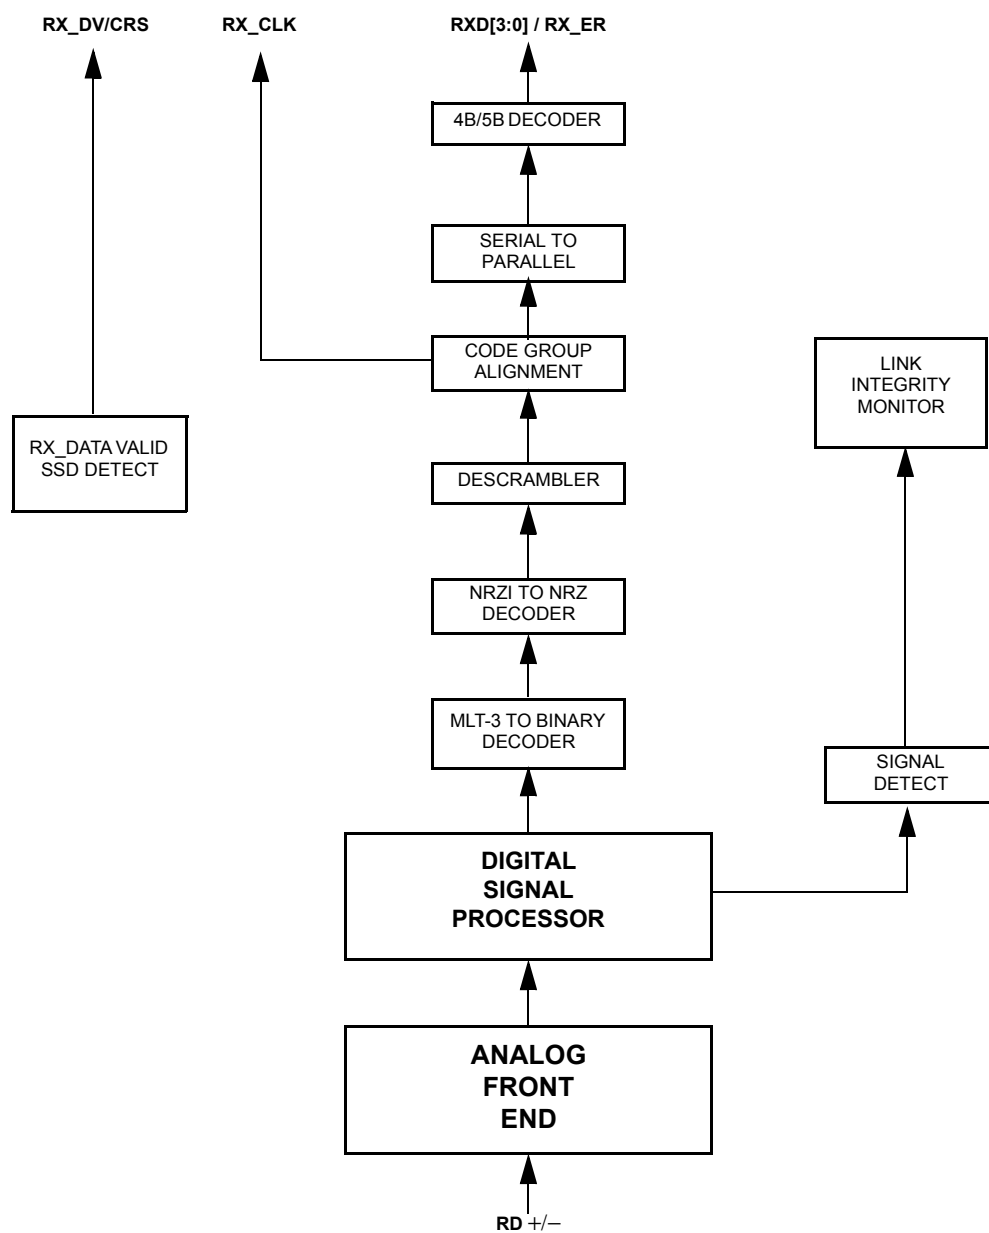 RX_DV/CRS
RX_CLK
RXD[3:0] / RX_ER
4B/5B DECODER
SERIAL TO
PARALLEL
CODE GROUP
ALIGNMENT
LINK
INTEGRITY
MONITOR
RX_DATA VALID
SSD DETECT
DESCRAMBLER
NRZI TO NRZ
DECODER
MLT-3 TO BINARY
DECODER
SIGNAL
DETECT
DIGITAL
SIGNAL
PROCESSOR
ANALOG
FRONT
END
RD +/−